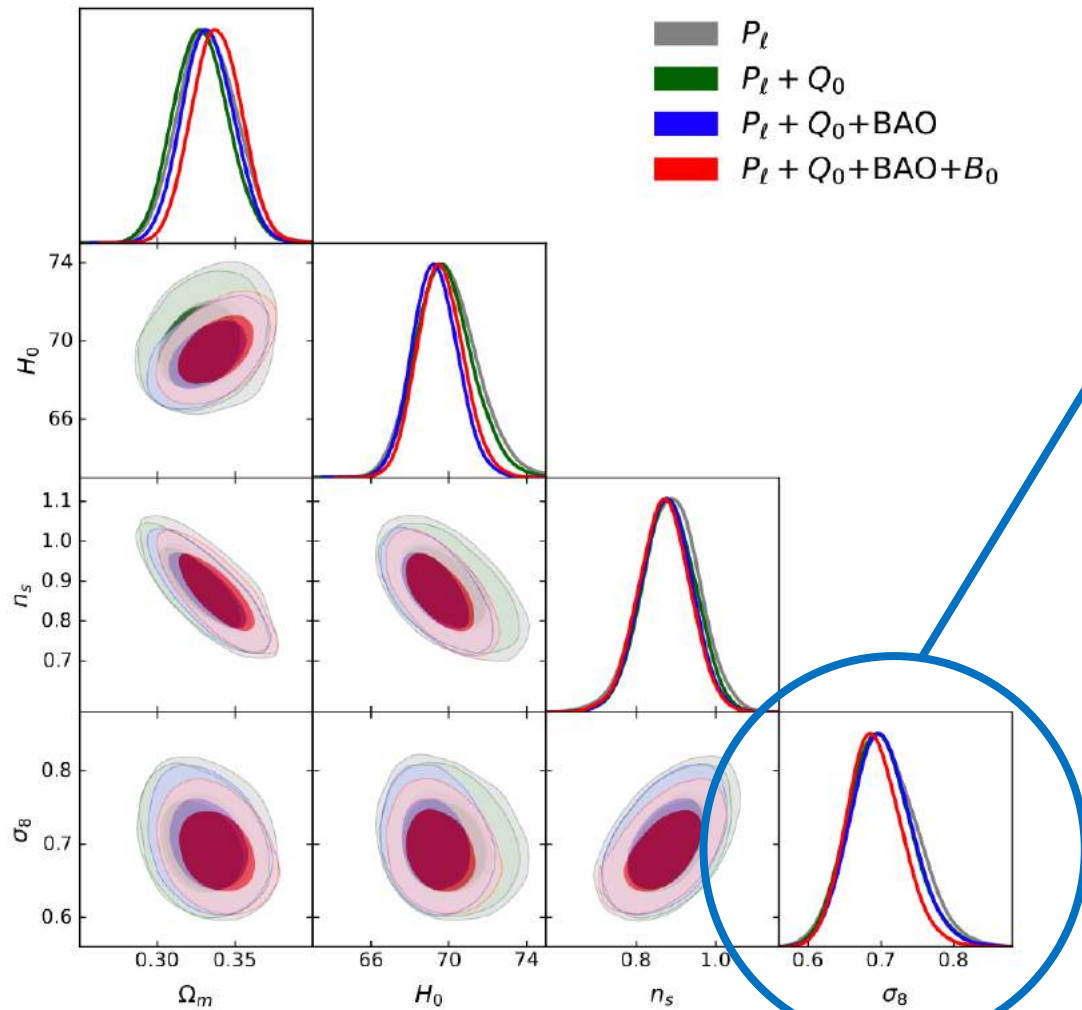 P_ℓ
P_ℓ + Q_0
P_ℓ + Q_0+BAO
P_ℓ + Q_0+BAO+B_0
74
70
66
H_0
1.1
1.0
0.9
0.8
0.7
n_s
0.8
0.7
0.6
σ_8
0.30 0.35 66 70 74 0.8 1.0 0.6 0.7 0.8
Ω_m H_0 n_s σ_8